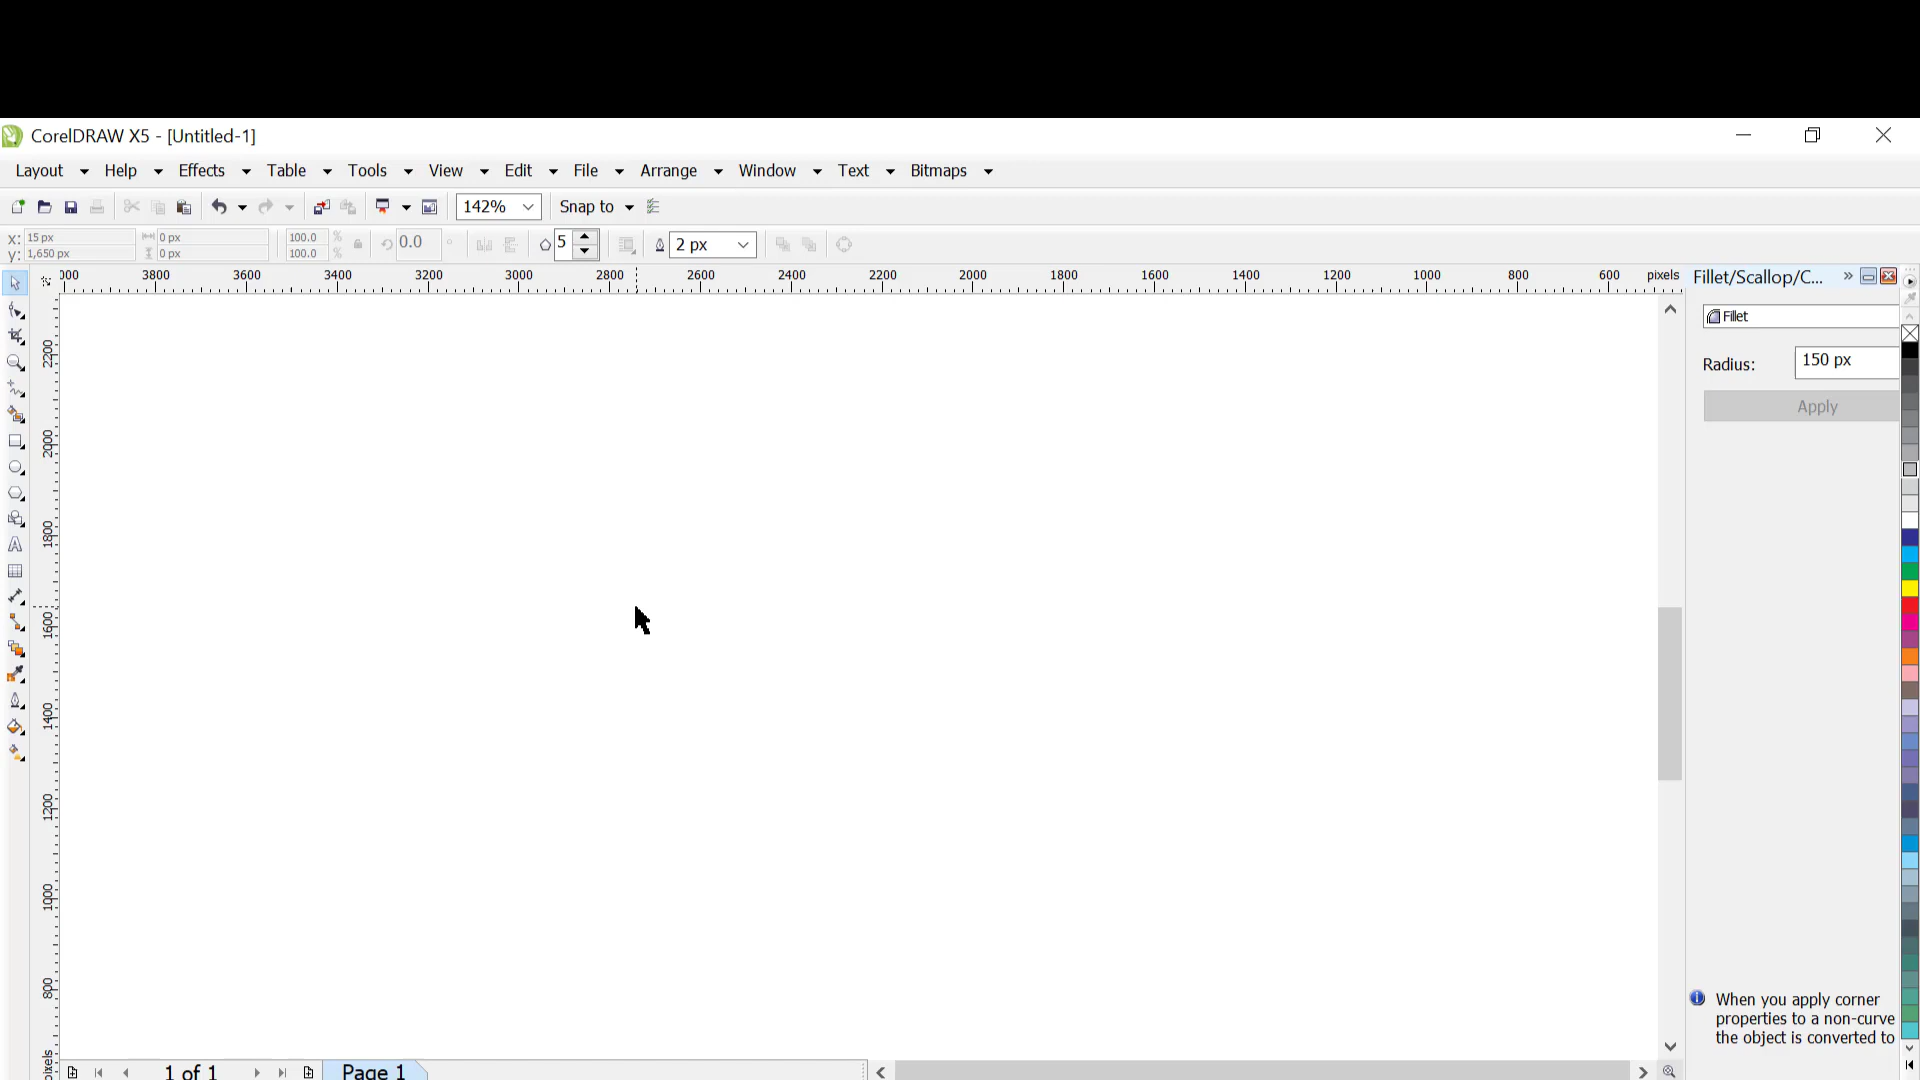 CorelDRAW X5 - [Untitled-1]
Layout Help Effects Table Tools View Edit File Arrange Window Text Bitmaps
142% Snap to
x: 15 px 0 px 100.0 % 0.0 ° 5 2 px
y: 1,650 px 0 px 100.0 %
000 3800 3600 3400 3200 3000 2800 2600 2400 2200 2000 1800 1600 1400 1200 1000 800 600 pixels
Fillet/Scallop/C...
Fillet
Radius: 150 px
Apply
2200
2000
1800
1600
1400
1200
1000
800
pixels
When you apply corner
properties to a non-curve
the object is converted to
1 of 1 Page 1